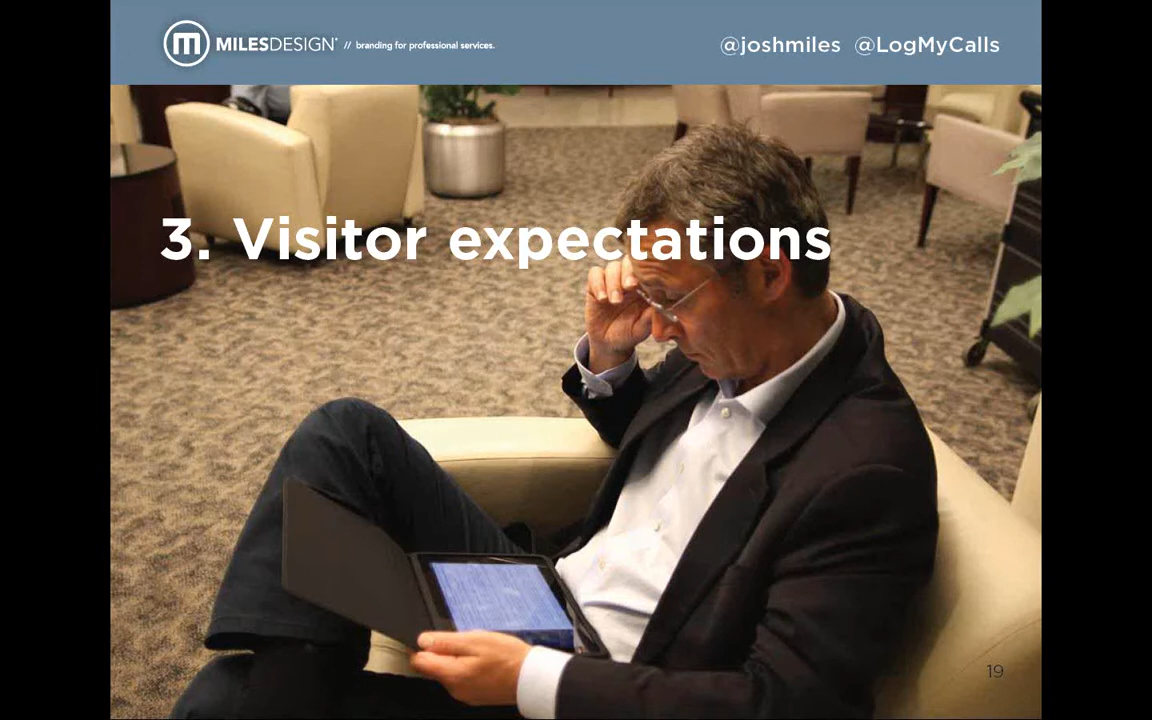 MILESDESIGN® // branding for professional services.
@joshmiles @LogMyCalls
3. Visitor expectations
19